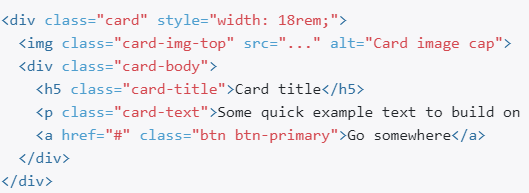 <div class="card" style="width: 18rem;">
<img class="card-img-top" src="..." alt="Card image cap">
<div class="card-body">
<h5 class="card-title">Card title</h5>
<p class="card-text">Some quick example text to build on
<a href="#" class="btn btn-primary">Go somewhere</a>
</div>
</div>